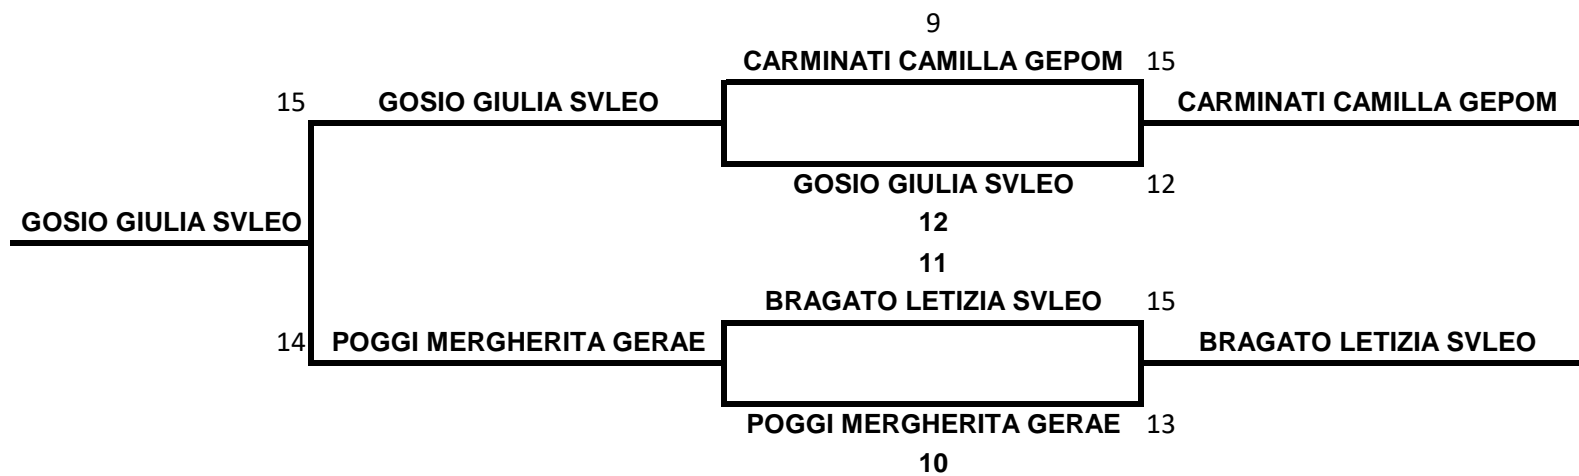 9
CARMINATI CAMILLA GEPOM 15
15 GOSIO GIULIA SVLEO CARMINATI CAMILLA GEPOM
GOSIO GIULIA SVLEO 12
GOSIO GIULIA SVLEO 12
11
BRAGATO LETIZIA SVLEO 15
14 POGGI MERGHERITA GERAE BRAGATO LETIZIA SVLEO
POGGI MERGHERITA GERAE 13
10